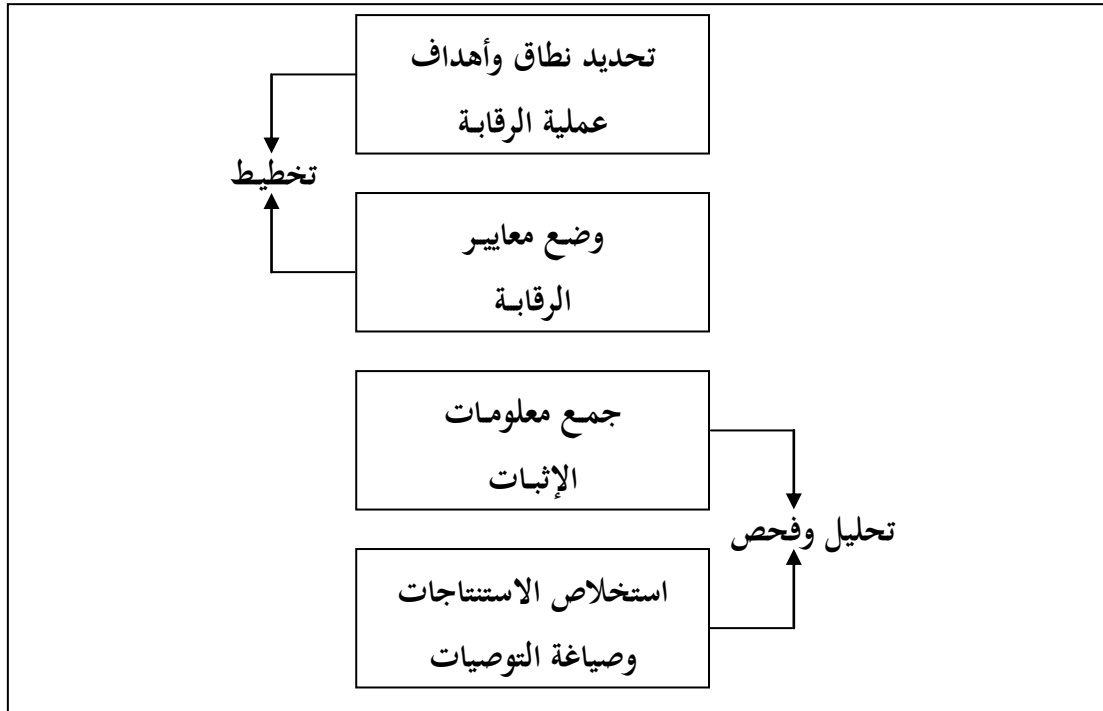 تحديد نطاق وأهداف
عملية الرقابة
تخطيط
وضع معايير
الرقابة
جمع معلومات
الإثبات
تحليل وفحص
استخلاص الاستنتاجات
وصياغة التوصيات